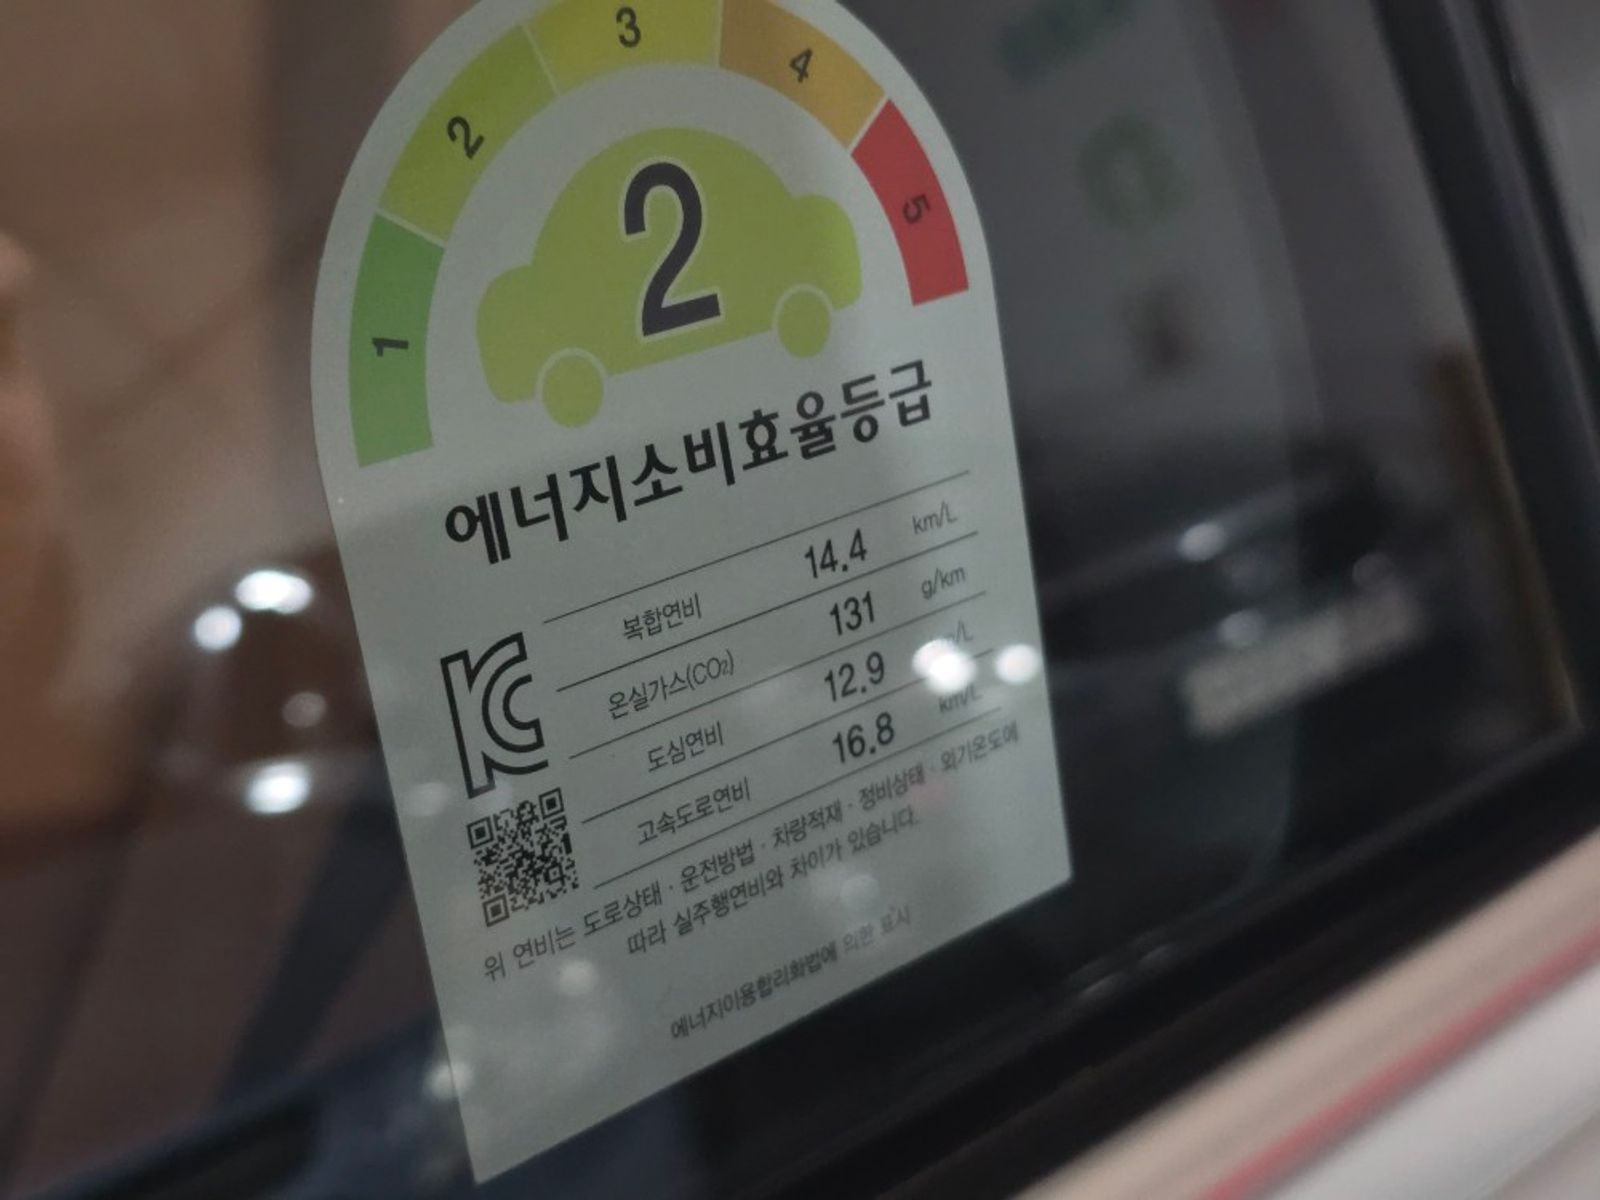 1 2 3 4 5
2
에너지소비효율등급
복합연비 14.4 km/L
온실가스(CO₂) 131 g/km
도심연비 12.9 km/L
고속도로연비 16.8 km/L
KC
위 연비는 도로상태 · 운전방법 · 차량적재 · 정비상태 · 외기온도에
따라 실주행연비와 차이가 있습니다.
에너지이용합리화법에 의한 표시